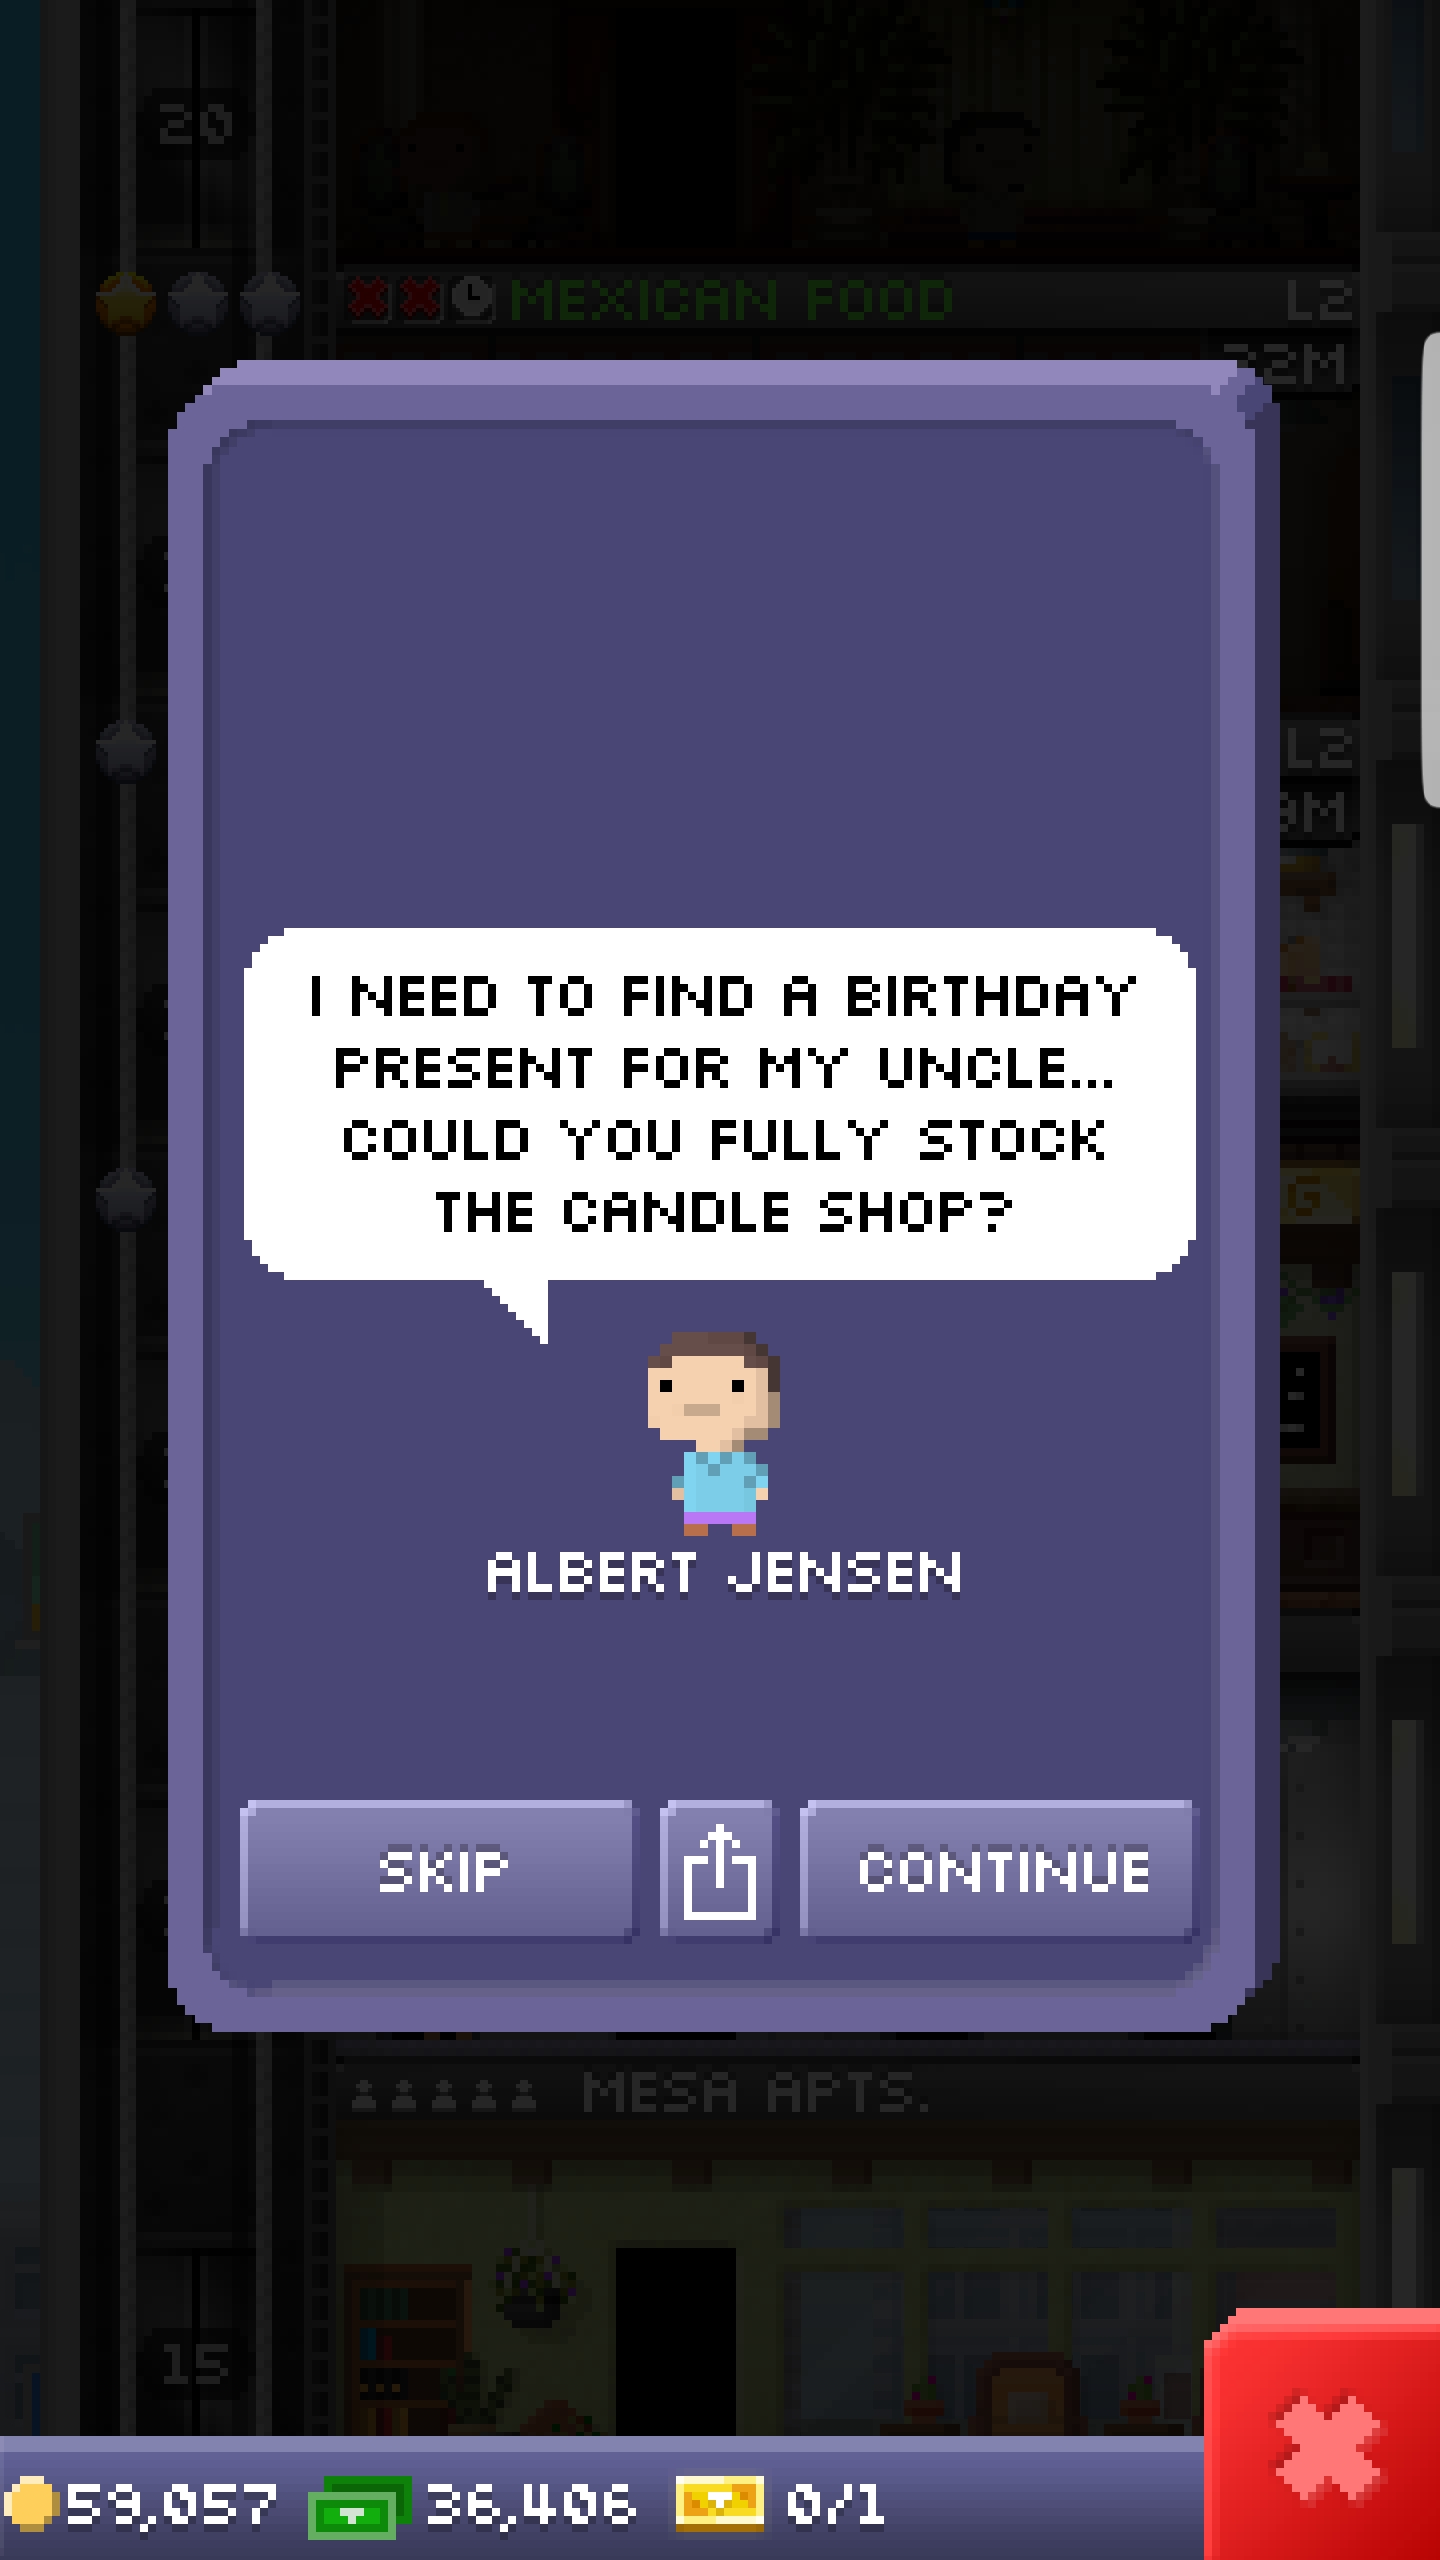 20
MEXICAN FOOD L2
22M
L2
9M
I NEED TO FIND A BIRTHDAY
PRESENT FOR MY UNCLE...
COULD YOU FULLY STOCK
THE CANDLE SHOP?
G
ALBERT JENSEN
SKIP
CONTINUE
MESA APTS.
15
59,057 36,406 0/1